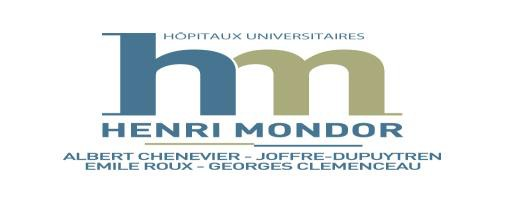 HÔPITAUX UNIVERSITAIRES
hm
HENRI MONDOR
ALBERT CHENEVIER - JOFFRE-DUPUYTREN
EMILE ROUX - GEORGES CLEMENCEAU